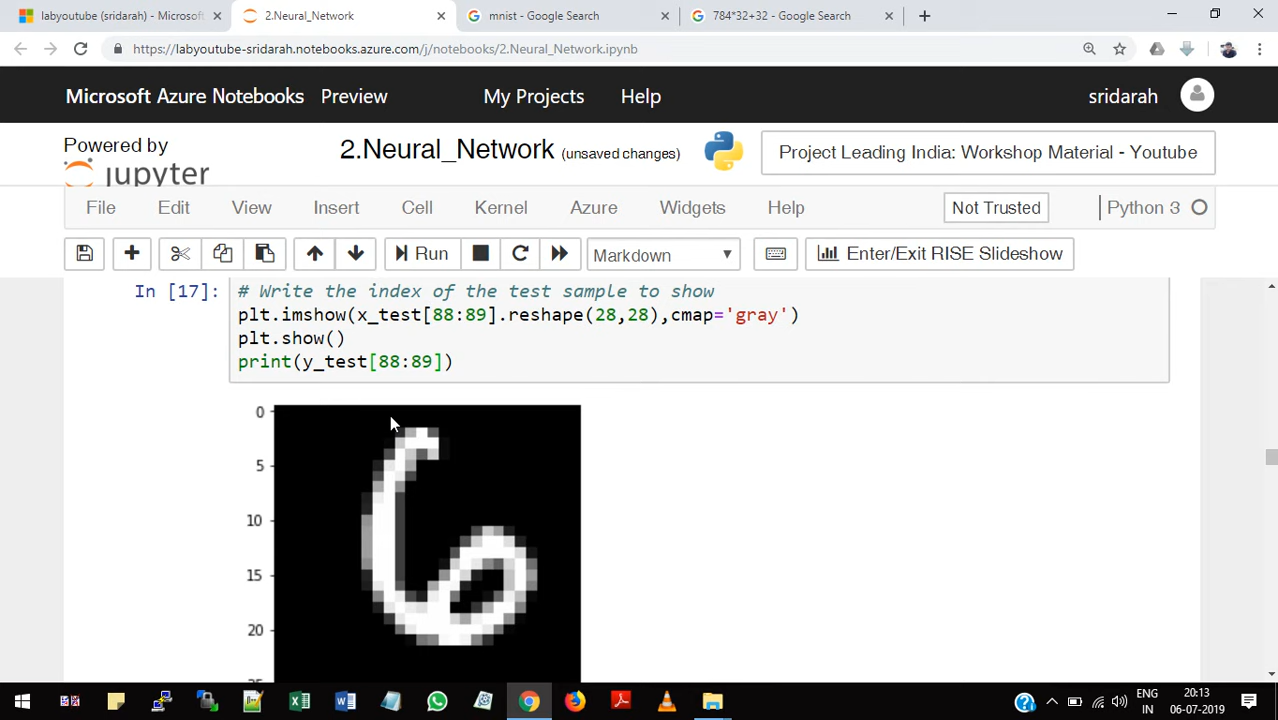 labyoutube (sridarah) - Microsoft
2.Neural_Network
mnist - Google Search
784*32+32 - Google Search
https://labyoutube-sridarah.notebooks.azure.com/j/notebooks/2.Neural_Network.ipynb
Microsoft Azure Notebooks Preview My Projects Help sridarah
Powered by
jupyter
2.Neural_Network (unsaved changes)
Project Leading India: Workshop Material - Youtube
File Edit View Insert Cell Kernel Azure Widgets Help Not Trusted Python 3
Run Markdown Enter/Exit RISE Slideshow
In [17]: # Write the index of the test sample to show
plt.imshow(x_test[88:89].reshape(28,28),cmap='gray')
plt.show()
print(y_test[88:89])
0
5
10
15
20
ENG 20:13
IN 06-07-2019